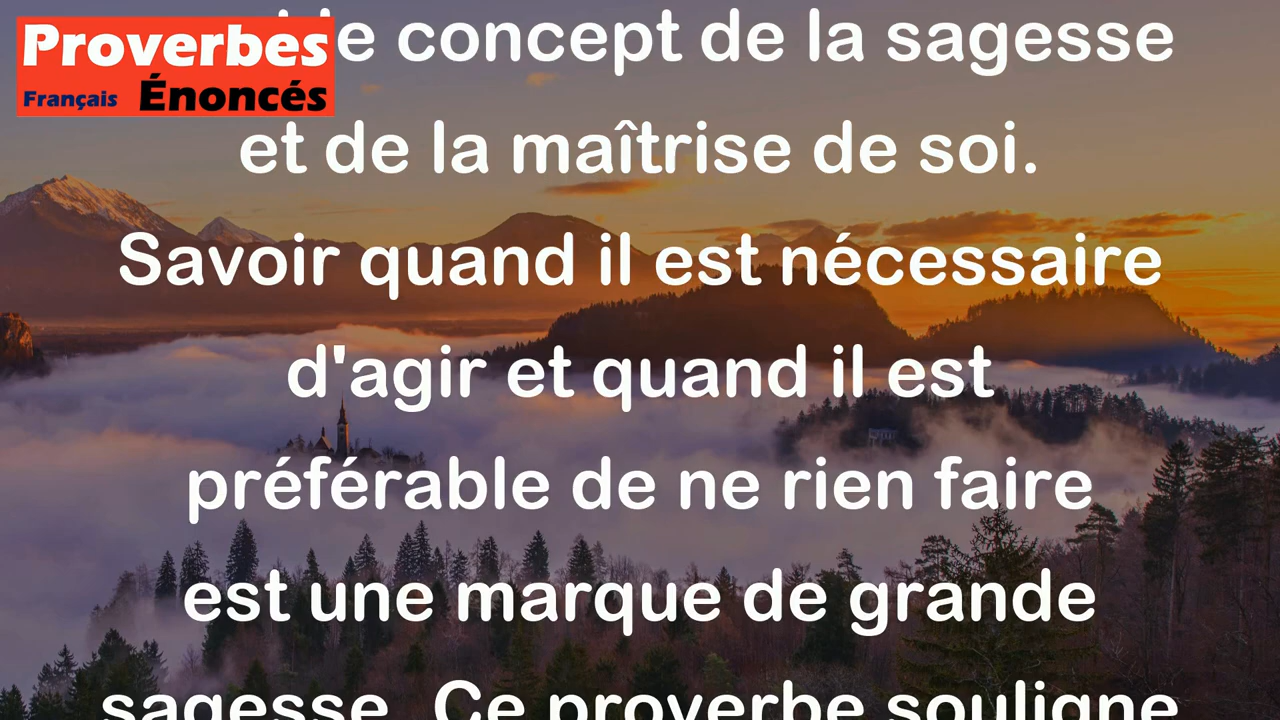 Proverbes
Français Énoncés
concept de la sagesse
et de la maîtrise de soi.
Savoir quand il est nécessaire
d'agir et quand il est
préférable de ne rien faire
est une marque de grande
sagesse. Ce proverbe souligne